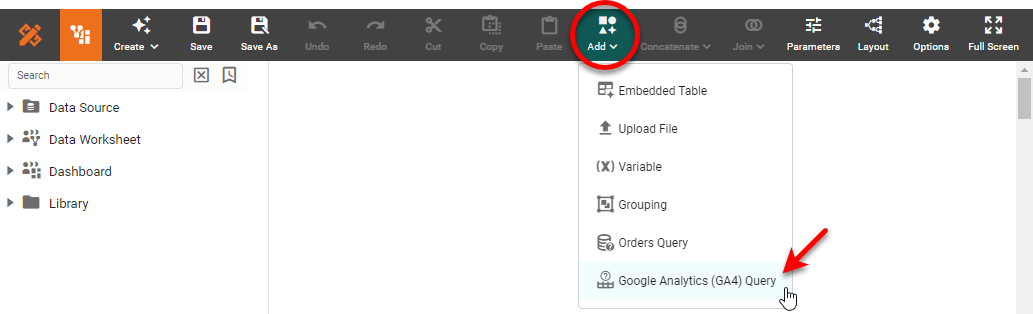 Create Save Save As Undo Redo Cut Copy Paste Add Concatenate Join Parameters Layout Options Full Screen
Search
Data Source
Data Worksheet
Dashboard
Library
Embedded Table
Upload File
(x) Variable
Grouping
Orders Query
Google Analytics (GA4) Query